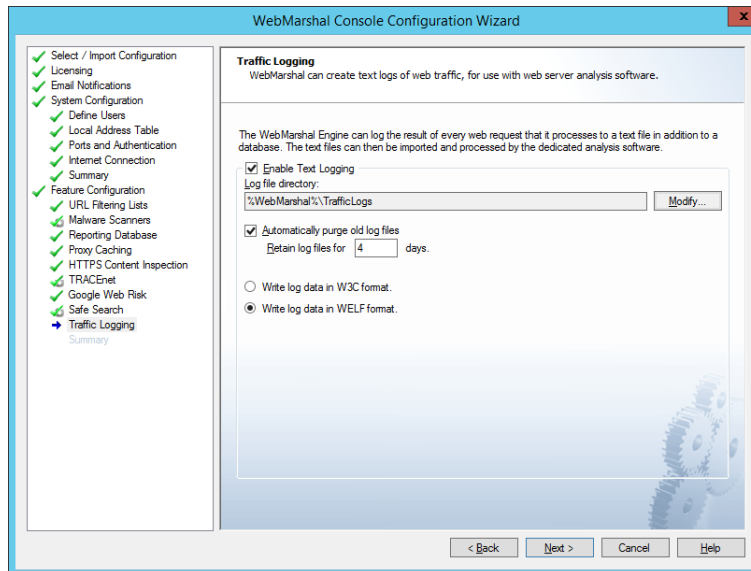 WebMarshal Console Configuration Wizard
x
Select / Import Configuration
Licensing
Email Notifications
System Configuration
Define Users
Local Address Table
Ports and Authentication
Internet Connection
Summary
Feature Configuration
URL Filtering Lists
Malware Scanners
Reporting Database
Proxy Caching
HTTPS Content Inspection
TRACEnet
Google Web Risk
Safe Search
Traffic Logging
Summary
Traffic Logging
WebMarshal can create text logs of web traffic, for use with web server analysis software.
The WebMarshal Engine can log the result of every web request that it processes to a text file in addition to a
database. The text files can then be imported and processed by the dedicated analysis software.
Enable Text Logging
Log file directory:
%WebMarshal%\TrafficLogs Modify...
Automatically purge old log files
Retain log files for 4 days.
Write log data in W3C format.
Write log data in WELF format.
< Back Next > Cancel Help